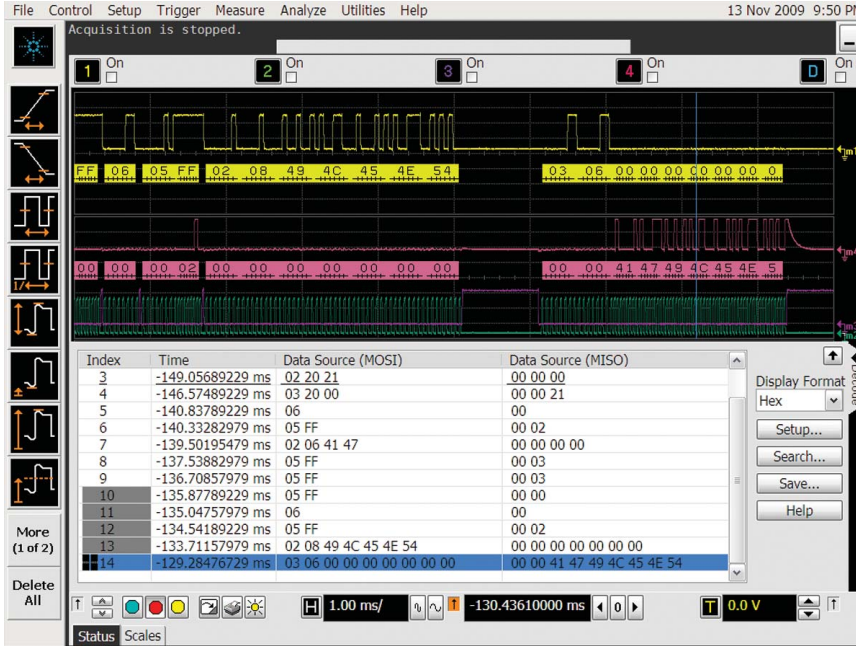 File Control Setup Trigger Measure Analyze Utilities Help 13 Nov 2009 9:50 PM
Acquisition is stopped.
1 On 2 On 3 On 4 On D On
m1
FF 06 05 FF 02 08 49 4C 45 4E 54 03 06 00 00 00 00 00 00 00 0
m4
00 00 00 02 00 00 00 00 00 00 00 00 00 41 47 49 4C 45 4E 5
m3
m2
Index Time Data Source (MOSI) Data Source (MISO)
3 -149.05689229 ms 02 20 21 00 00 00
4 -146.57489229 ms 03 20 00 00 00 21
5 -140.83789229 ms 06 00
6 -140.33282979 ms 05 FF 00 02
7 -139.50195479 ms 02 06 41 47 00 00 00 00
8 -137.53882979 ms 05 FF 00 03
9 -136.70857979 ms 05 FF 00 03
10 -135.87789229 ms 05 FF 00 00
11 -135.04757979 ms 06 00
12 -134.54189229 ms 05 FF 00 02
13 -133.71157979 ms 02 08 49 4C 45 4E 54 00 00 00 00 00 00 00
14 -129.28476729 ms 03 06 00 00 00 00 00 00 00 00 00 00 41 47 49 4C 45 4E 54
Decode
Display Format
Hex
Setup...
Search...
Save...
Help
1/
More
(1 of 2)
Delete
All
H 1.00 ms/ -130.43610000 ms 0 T 0.0 V
Status Scales